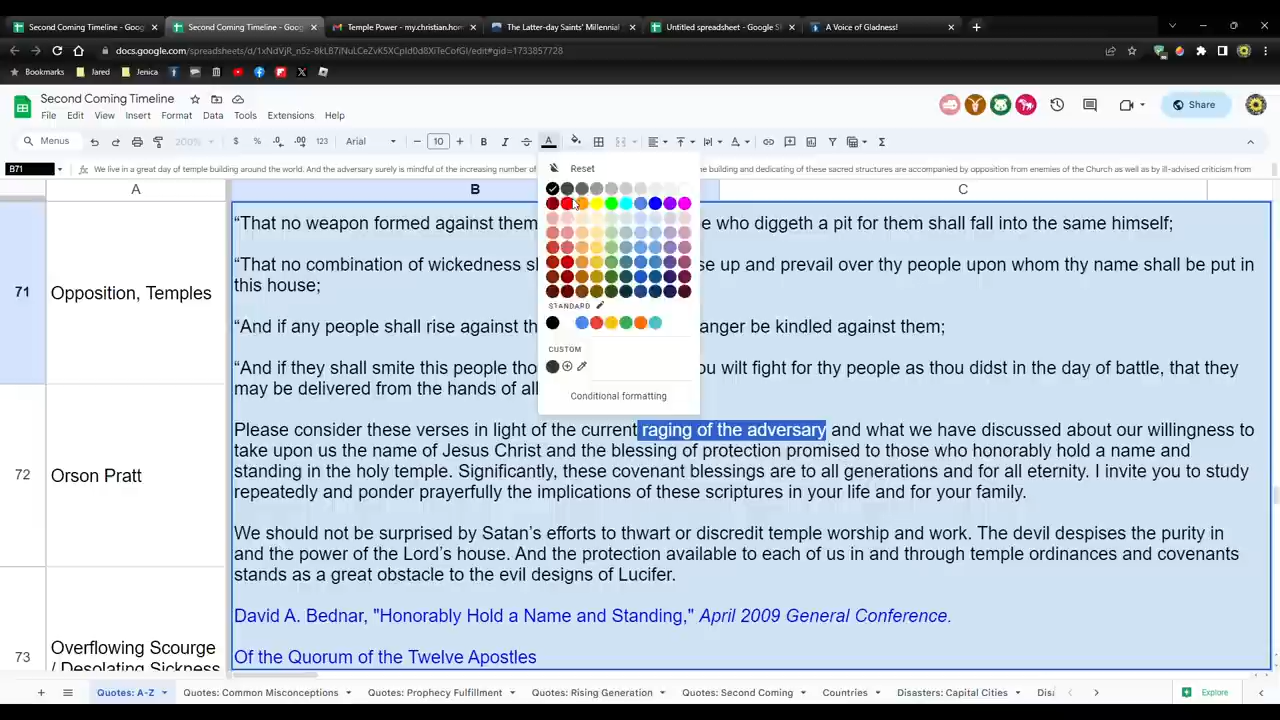 Second Coming Timeline - Goog
Second Coming Timeline - Goog
Temple Power - my.christian.hom
The Latter-day Saints' Millennial
Untitled spreadsheet - Google S
A Voice of Gladness!
Bookmarks Jared Jenica
Second Coming Timeline
File Edit View Insert Format Data Tools Extensions Help
Share
Menus 200% $ % .0 .00 123 Arial 10
B71 We live in a great day of temple building around the world. And the adversary surely is mindful of the increasing number of
building and dedicating of these sacred structures are accompanied by opposition from enemies of the Church as well as by ill-advised criticism from
A B C
Reset
STANDARD
CUSTOM
Conditional formatting
71 Opposition, Temples
72 Orson Pratt
73 Overflowing Scourge
/ Desolating Sickness
“That no weapon formed against them e who diggeth a pit for them shall fall into the same himself;
“That no combination of wickedness se up and prevail over thy people upon whom thy name shall be put in
this house;
“And if any people shall rise against th anger be kindled against them;
“And if they shall smite this people tho u wilt fight for thy people as thou didst in the day of battle, that they
may be delivered from the hands of all
Please consider these verses in light of the current raging of the adversary and what we have discussed about our willingness to
take upon us the name of Jesus Christ and the blessing of protection promised to those who honorably hold a name and
standing in the holy temple. Significantly, these covenant blessings are to all generations and for all eternity. I invite you to study
repeatedly and ponder prayerfully the implications of these scriptures in your life and for your family.
We should not be surprised by Satan’s efforts to thwart or discredit temple worship and work. The devil despises the purity in
and the power of the Lord’s house. And the protection available to each of us in and through temple ordinances and covenants
stands as a great obstacle to the evil designs of Lucifer.
David A. Bednar, "Honorably Hold a Name and Standing," April 2009 General Conference.
Of the Quorum of the Twelve Apostles
Quotes: A-Z Quotes: Common Misconceptions Quotes: Prophecy Fulfillment Quotes: Rising Generation Quotes: Second Coming Countries Disasters: Capital Cities Explore